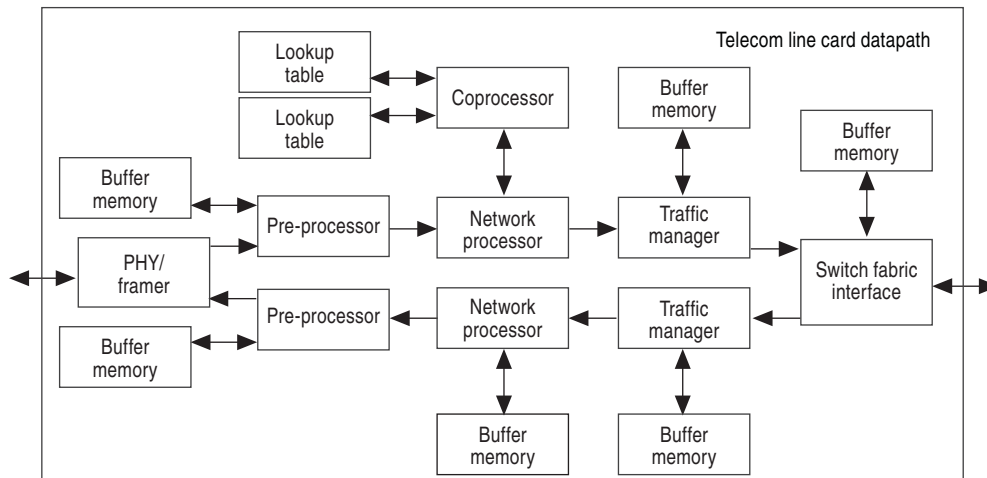 Telecom line card datapath
Lookup
table
Lookup
table
Coprocessor
Buffer
memory
Buffer
memory
Buffer
memory
Pre-processor
Network
processor
Traffic
manager
PHY/
framer
Switch fabric
interface
Pre-processor
Network
processor
Traffic
manager
Buffer
memory
Buffer
memory
Buffer
memory